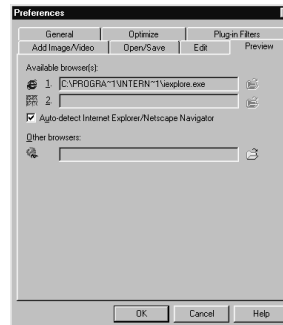 Preferences
General Optimize Plug-in Filters
Add Image/Video Open/Save Edit Preview
Available browser(s):
1. C:\PROGRA~1\INTERN~1\iexplore.exe
2.
Auto-detect Internet Explorer/Netscape Navigator
Other browsers:
OK Cancel Help